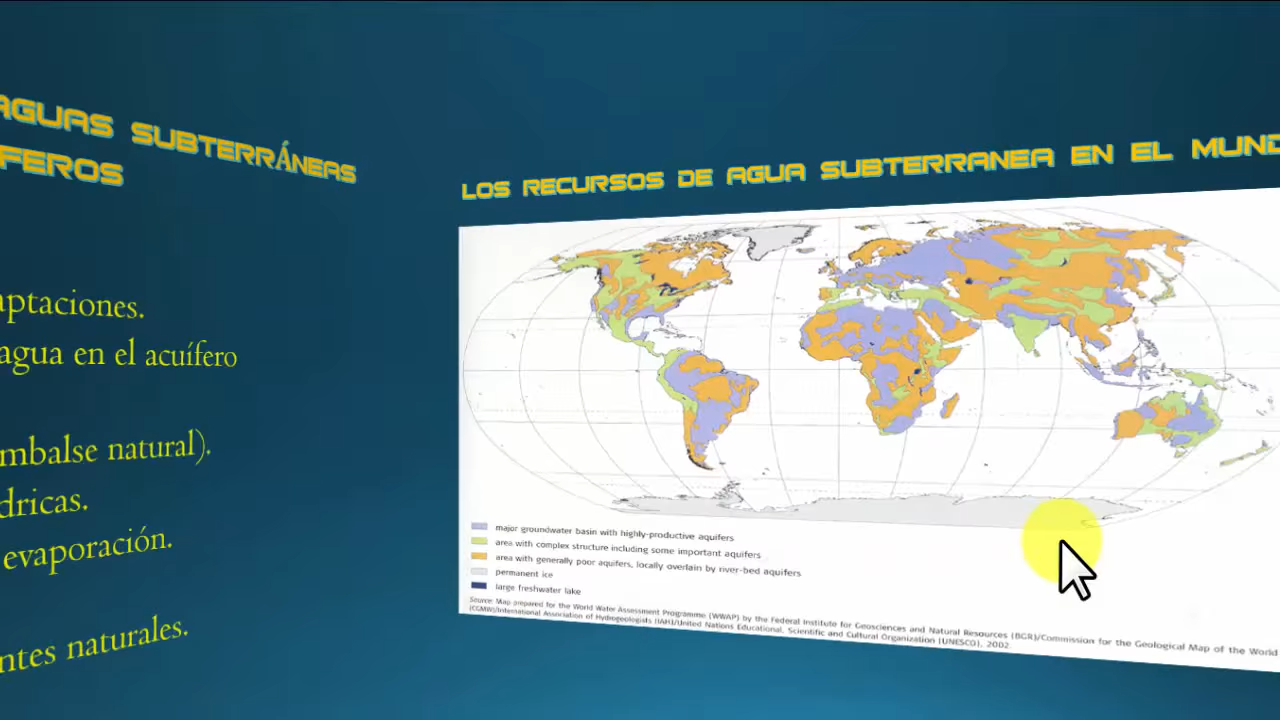 AGUAS SUBTERRÁNEAS
FEROS
aptaciones.
agua en el acuífero
mbalse natural).
dricas.
evaporación.
ntes naturales.
LOS RECURSOS DE AGUA SUBTERRANEA EN EL MUND
major groundwater basin with highly-productive aquifers
area with complex structure including some important aquifers
area with generally poor aquifers, locally overlain by river-bed aquifers
permanent ice
large freshwater lake
Source: Map prepared for the World Water Assessment Programme (WWAP) by the Federal Institute for Geosciences and Natural Resources (BGR)/Commission for the Geological Map of the World
(CGMW)/International Association of Hydrogeologists (IAH)/United Nations Educational, Scientific and Cultural Organization (UNESCO), 2002.